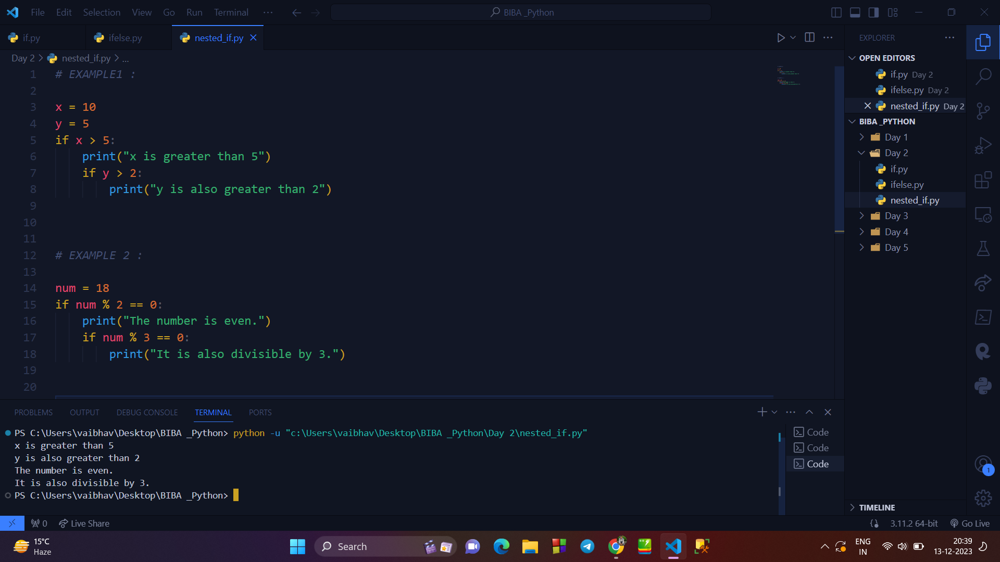 File Edit Selection View Go Run Terminal ···
BIBA _Python
if.py ifelse.py nested_if.py
Day 2 > nested_if.py > ...
1 # EXAMPLE1 :
2
3 x = 10
4 y = 5
5 if x > 5:
6 print("x is greater than 5")
7 if y > 2:
8 print("y is also greater than 2")
9
10
11
12 # EXAMPLE 2 :
13
14 num = 18
15 if num % 2 == 0:
16 print("The number is even.")
17 if num % 3 == 0:
18 print("It is also divisible by 3.")
19
20
EXPLORER
OPEN EDITORS
if.py Day 2
ifelse.py Day 2
nested_if.py Day 2
BIBA _PYTHON
Day 1
Day 2
if.py
ifelse.py
nested_if.py
Day 3
Day 4
Day 5
TIMELINE
PROBLEMS OUTPUT DEBUG CONSOLE TERMINAL PORTS
PS C:\Users\vaibhav\Desktop\BIBA _Python> python -u "c:\Users\vaibhav\Desktop\BIBA _Python\Day 2\nested_if.py"
x is greater than 5
y is also greater than 2
The number is even.
It is also divisible by 3.
PS C:\Users\vaibhav\Desktop\BIBA _Python>
Code
Code
Code
1
0 Live Share
3.11.2 64-bit Go Live
15°C
Haze
Search
ENG
IN
20:39
13-12-2023